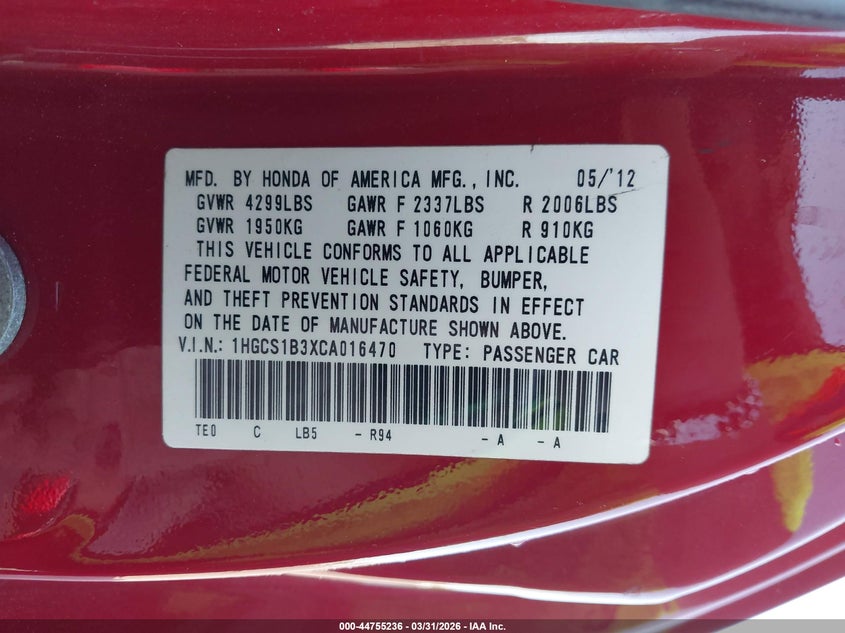 MFD. BY HONDA OF AMERICA MFG., INC. 05/'12
GVWR 4299LBS GAWR F 2337LBS R 2006LBS
GVWR 1950KG GAWR F 1060KG R 910KG
THIS VEHICLE CONFORMS TO ALL APPLICABLE
FEDERAL MOTOR VEHICLE SAFETY, BUMPER,
AND THEFT PREVENTION STANDARDS IN EFFECT
ON THE DATE OF MANUFACTURE SHOWN ABOVE.
V.I.N.: 1HGCS1B3XCA016470 TYPE: PASSENGER CAR
TE0 C LB5 - R94 - A - A
000-44755236 - 03/31/2026 - IAA Inc.